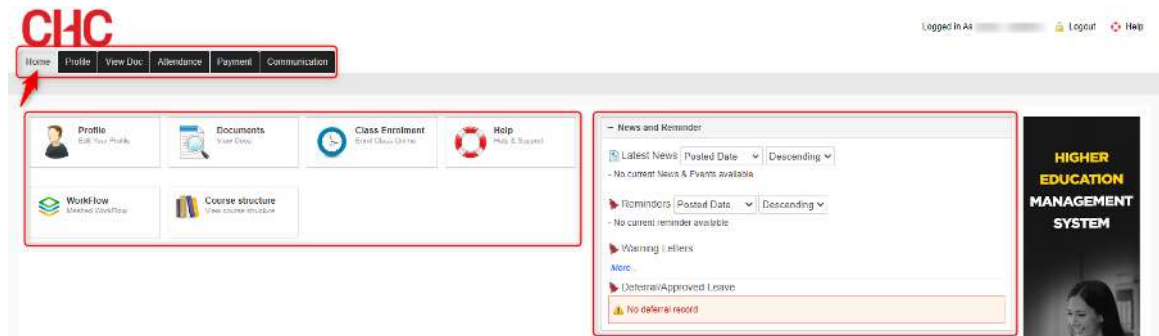 CHC
Logged in As
Logout
Help
Home Profile View Doc Attendance Payment Communication
Profile
Edit Your Profile
Documents
View Docs
Class Enrolment
Enrol Class Online
Help
Help & Support
WorkFlow
Meshed WorkFlow
Course structure
View course structure
− News and Reminder
Latest News Posted Date Descending
- No current News & Events available
Reminders Posted Date Descending
- No current reminder available
Warning Letters
More...
Deferral/Approved Leave
No deferral record
HIGHER
EDUCATION
MANAGEMENT
SYSTEM